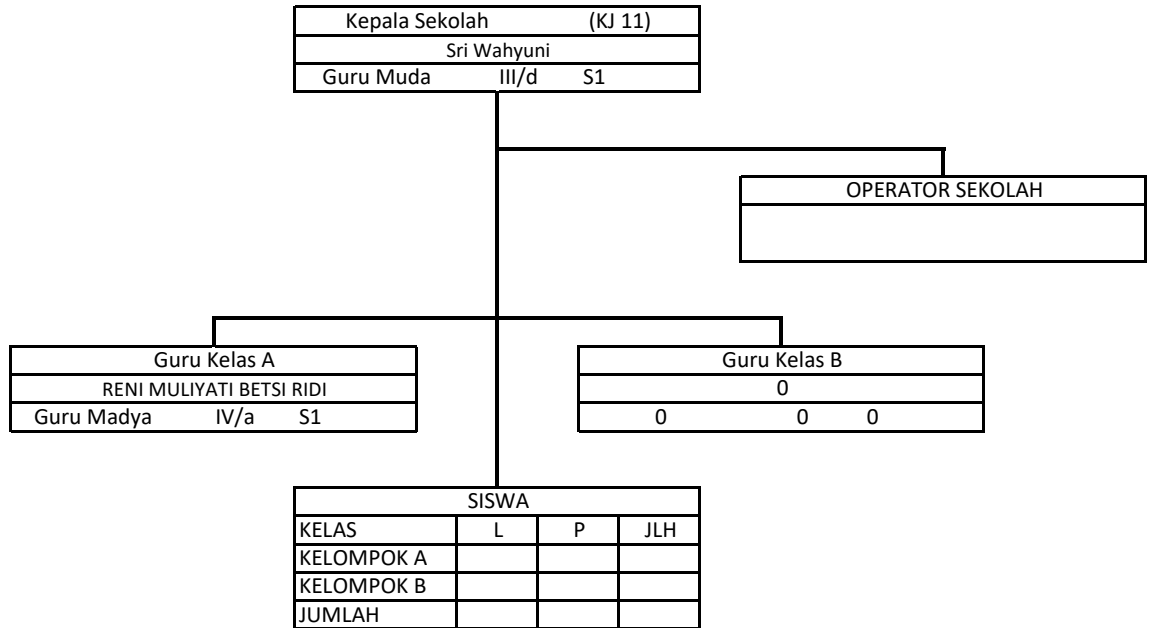 Kepala Sekolah (KJ 11)
Sri Wahyuni
Guru Muda III/d S1
OPERATOR SEKOLAH
Guru Kelas A
RENI MULIYATI BETSI RIDI
Guru Madya IV/a S1
Guru Kelas B
0
0 0 0
SISWA
KELAS L P JLH
KELOMPOK A
KELOMPOK B
JUMLAH